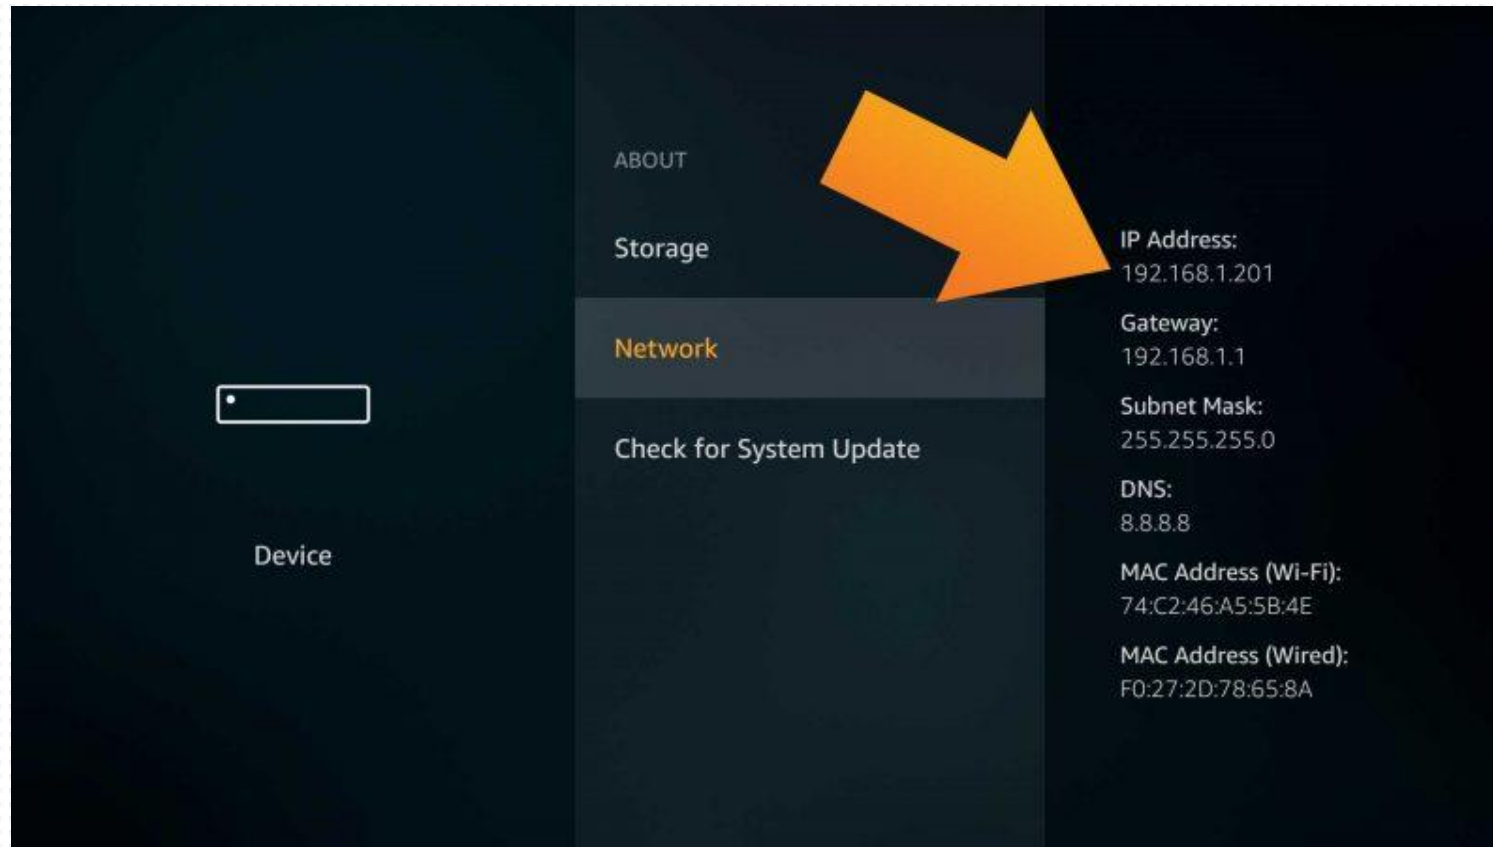 ABOUT
Storage
Network
Check for System Update
Device
IP Address:
192.168.1.201
Gateway:
192.168.1.1
Subnet Mask:
255.255.255.0
DNS:
8.8.8.8
MAC Address (Wi-Fi):
74:C2:46:A5:5B:4E
MAC Address (Wired):
F0:27:2D:78:65:8A